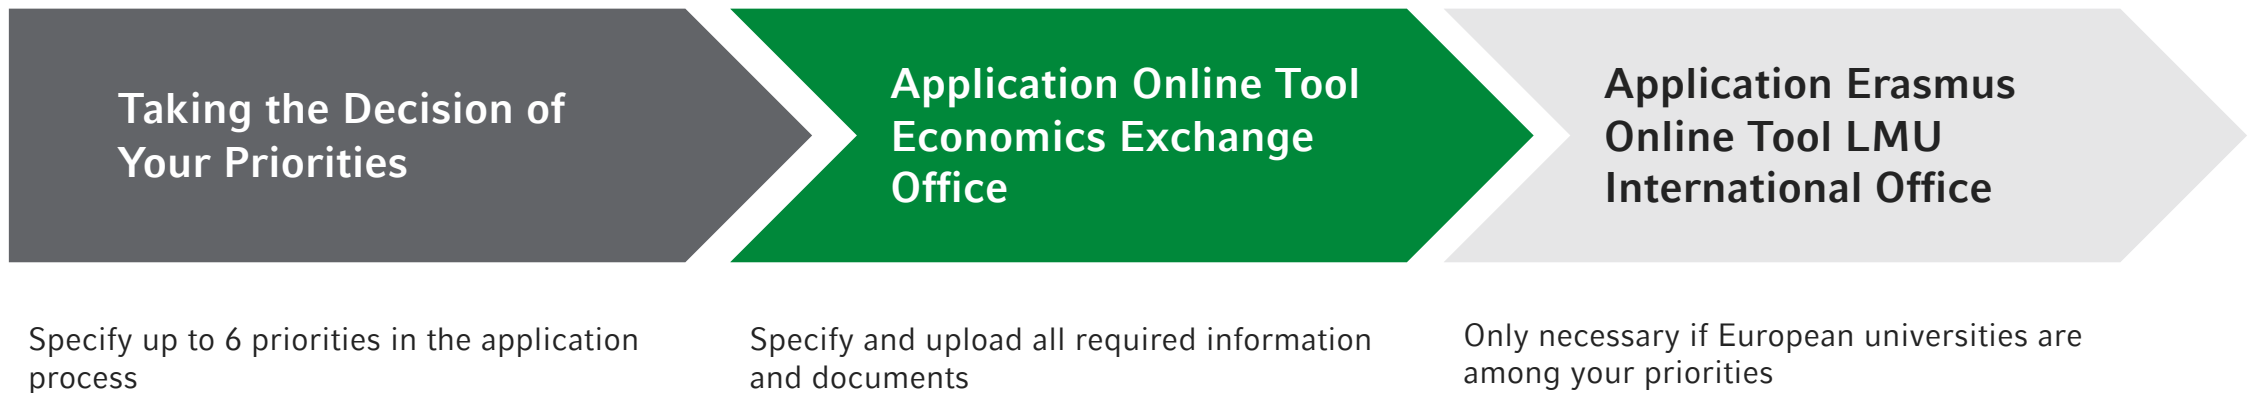 Taking the Decision of
Your Priorities
Application Online Tool
Economics Exchange
Office
Application Erasmus
Online Tool LMU
International Office
Specify up to 6 priorities in the application
process
Specify and upload all required information
and documents
Only necessary if European universities are
among your priorities